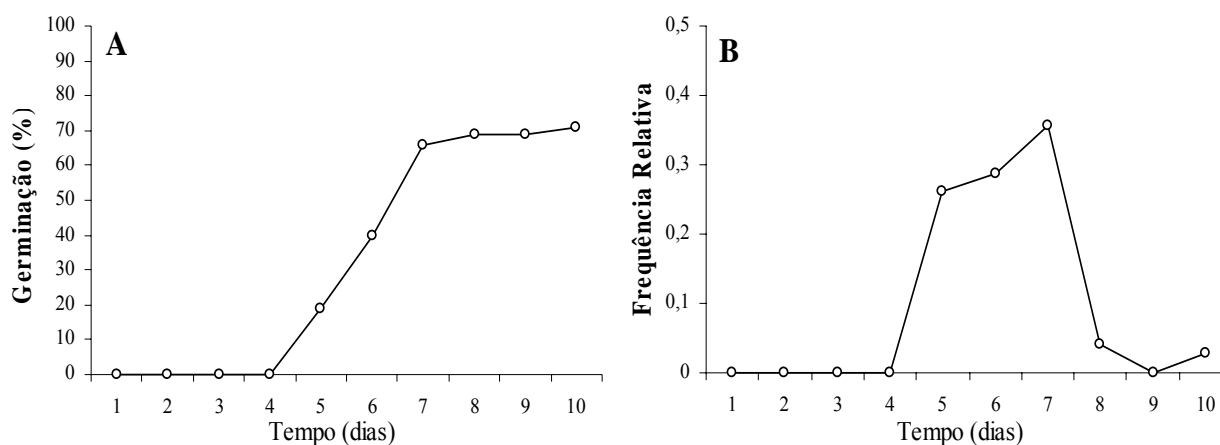 A
Germinação (%)
100
90
80
70
60
50
40
30
20
10
0
1 2 3 4 5 6 7 8 9 10
Tempo (dias)
B
Frequência Relativa
0,5
0,4
0,3
0,2
0,1
0
1 2 3 4 5 6 7 8 9 10
Tempo (dias)